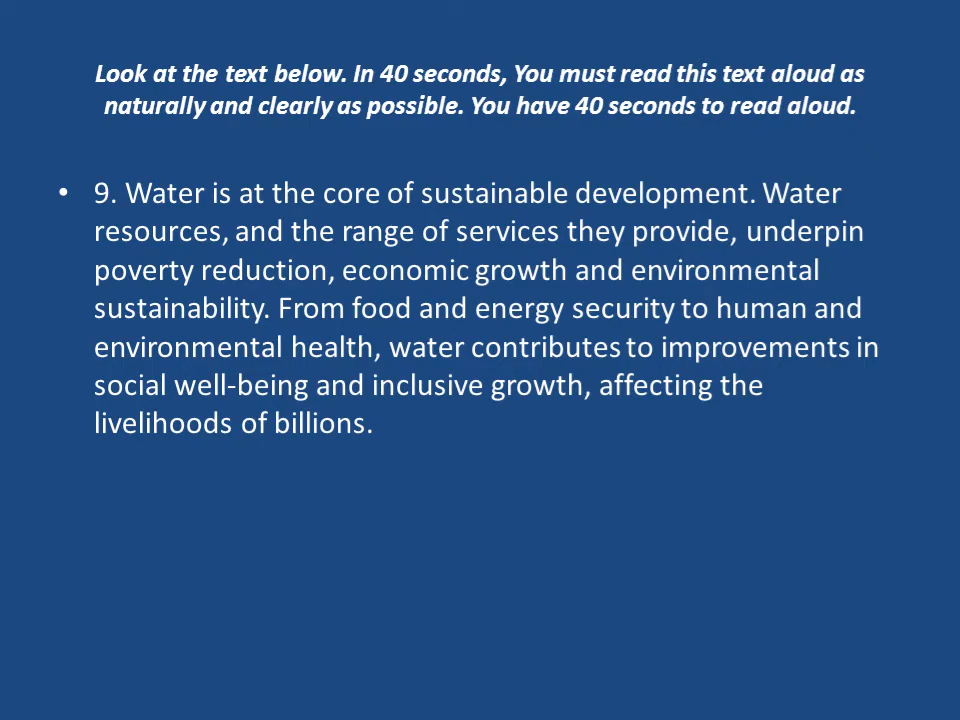 Look at the text below. In 40 seconds, You must read this text aloud as
naturally and clearly as possible. You have 40 seconds to read aloud.
• 9. Water is at the core of sustainable development. Water
resources, and the range of services they provide, underpin
poverty reduction, economic growth and environmental
sustainability. From food and energy security to human and
environmental health, water contributes to improvements in
social well-being and inclusive growth, affecting the
livelihoods of billions.